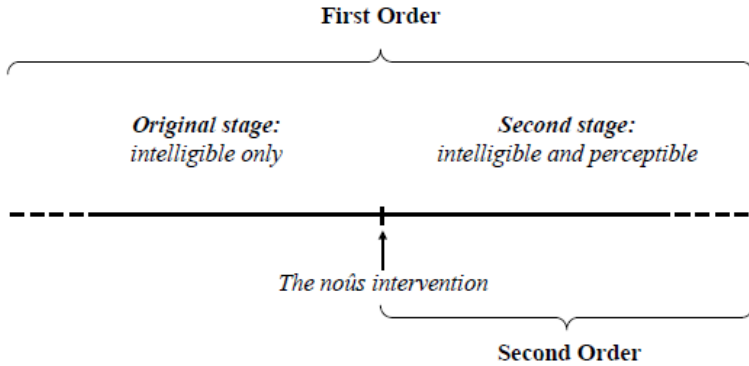 First Order
Original stage:
intelligible only
Second stage:
intelligible and perceptible
The noûs intervention
Second Order